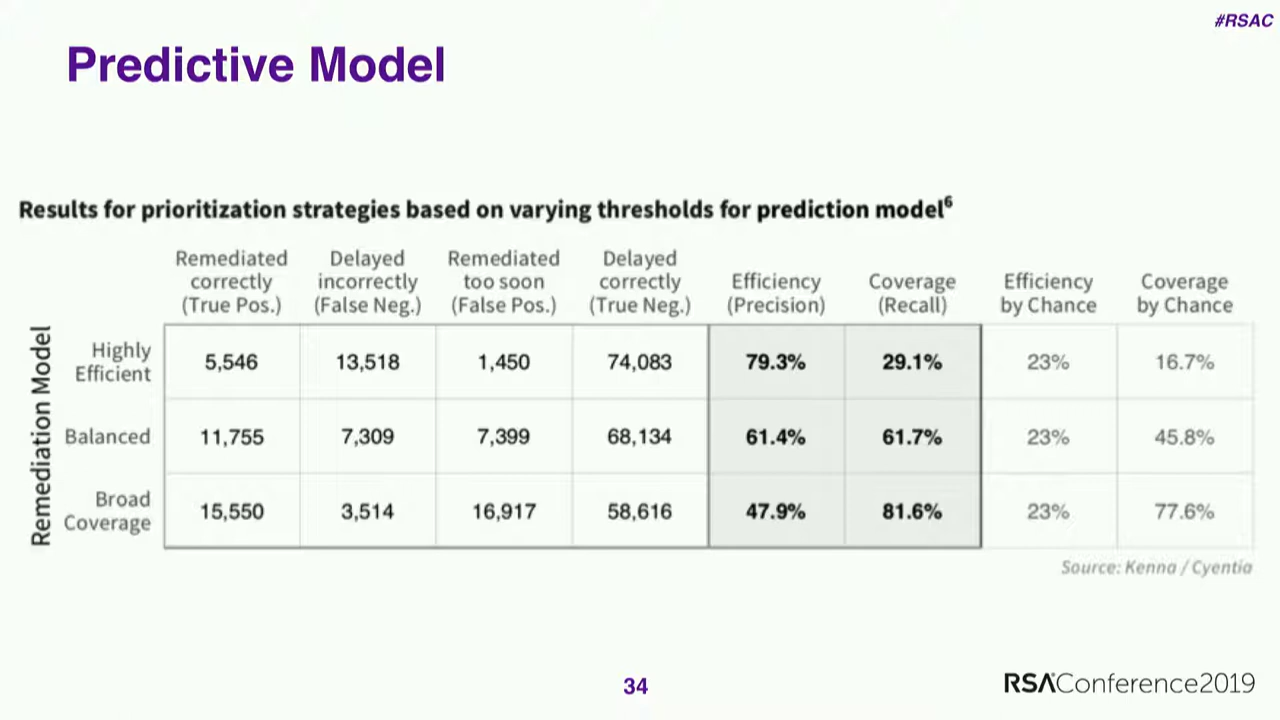 #RSAC
Predictive Model
Results for prioritization strategies based on varying thresholds for prediction model6
Remediated correctly (True Pos.) Delayed incorrectly (False Neg.) Remediated too soon (False Pos.) Delayed correctly (True Neg.) Efficiency (Precision) Coverage (Recall) Efficiency by Chance Coverage by Chance
Remediation Model
Highly Efficient 5,546 13,518 1,450 74,083 79.3% 29.1% 23% 16.7%
Balanced 11,755 7,309 7,399 68,134 61.4% 61.7% 23% 45.8%
Broad Coverage 15,550 3,514 16,917 58,616 47.9% 81.6% 23% 77.6%
Source: Kenna / Cyentia
34
RSAConference2019